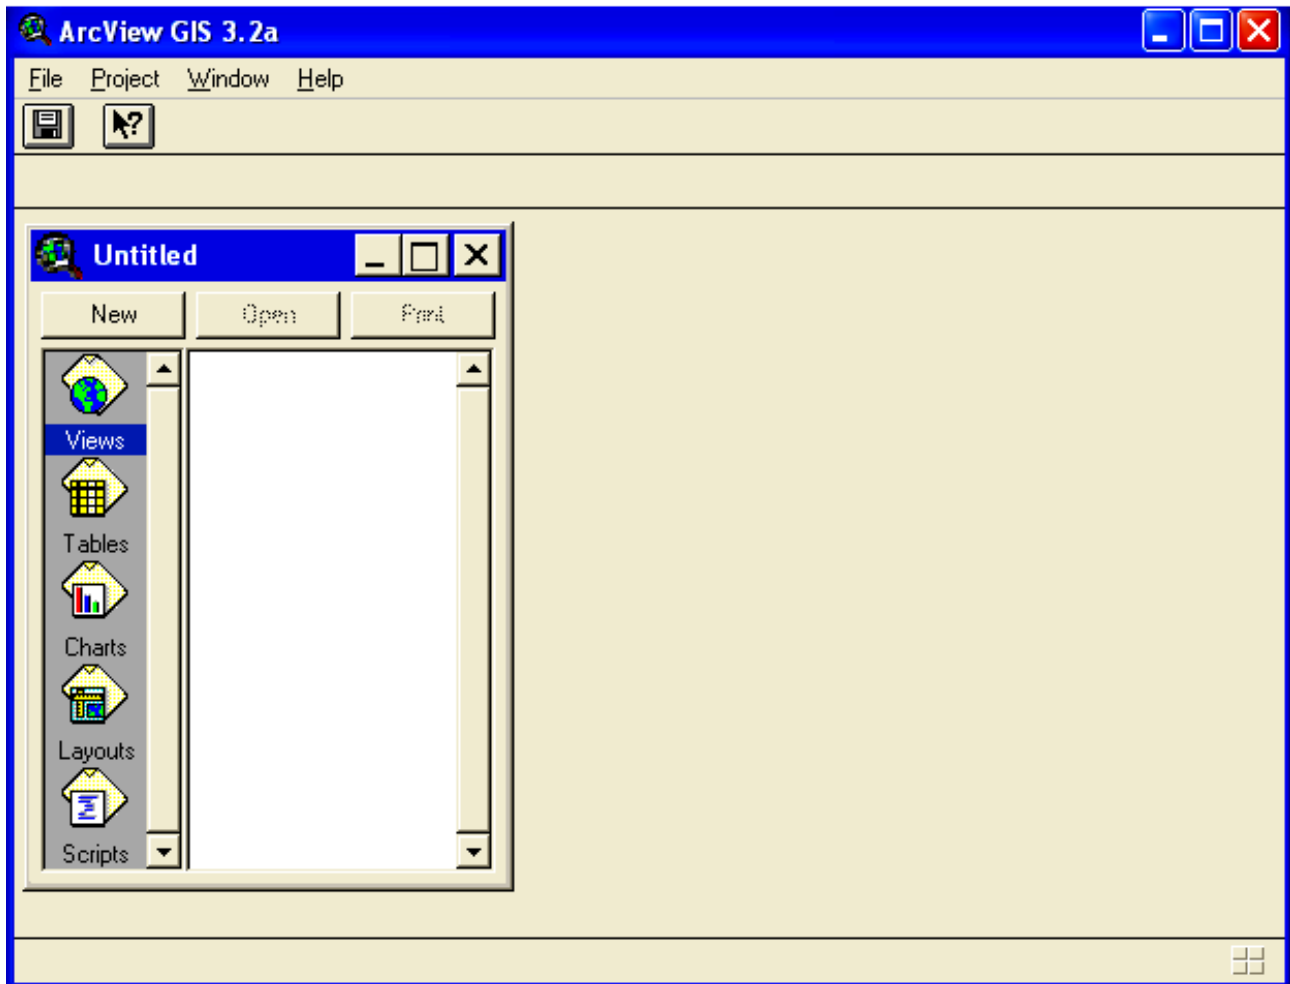 ArcView GIS 3.2a
File Project Window Help
Untitled
New Open Print
Views
Tables
Charts
Layouts
Scripts